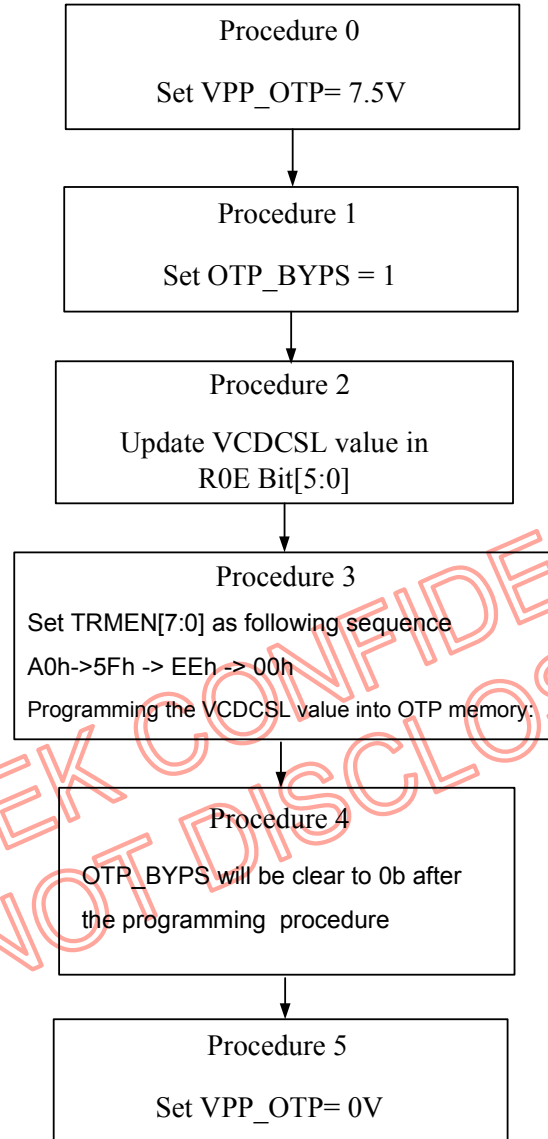 Procedure 0
Set VPP_OTP= 7.5V
Procedure 1
Set OTP_BYPS = 1
Procedure 2
Update VCDCSL value in
R0E Bit[5:0]
Procedure 3
Set TRMEN[7:0] as following sequence
A0h->5Fh -> EEh -> 00h
Programming the VCDCSL value into OTP memory:
Procedure 4
OTP_BYPS will be clear to 0b after
the programming procedure
Procedure 5
Set VPP_OTP= 0V